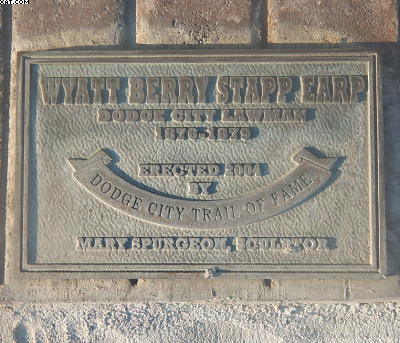 WYATT BERRY STAPP EARP
DODGE CITY LAWMAN
1876-1879
ERECTED 2004
BY
DODGE CITY TRAIL OF FAME
MARY SPURGEON, SCULPTOR